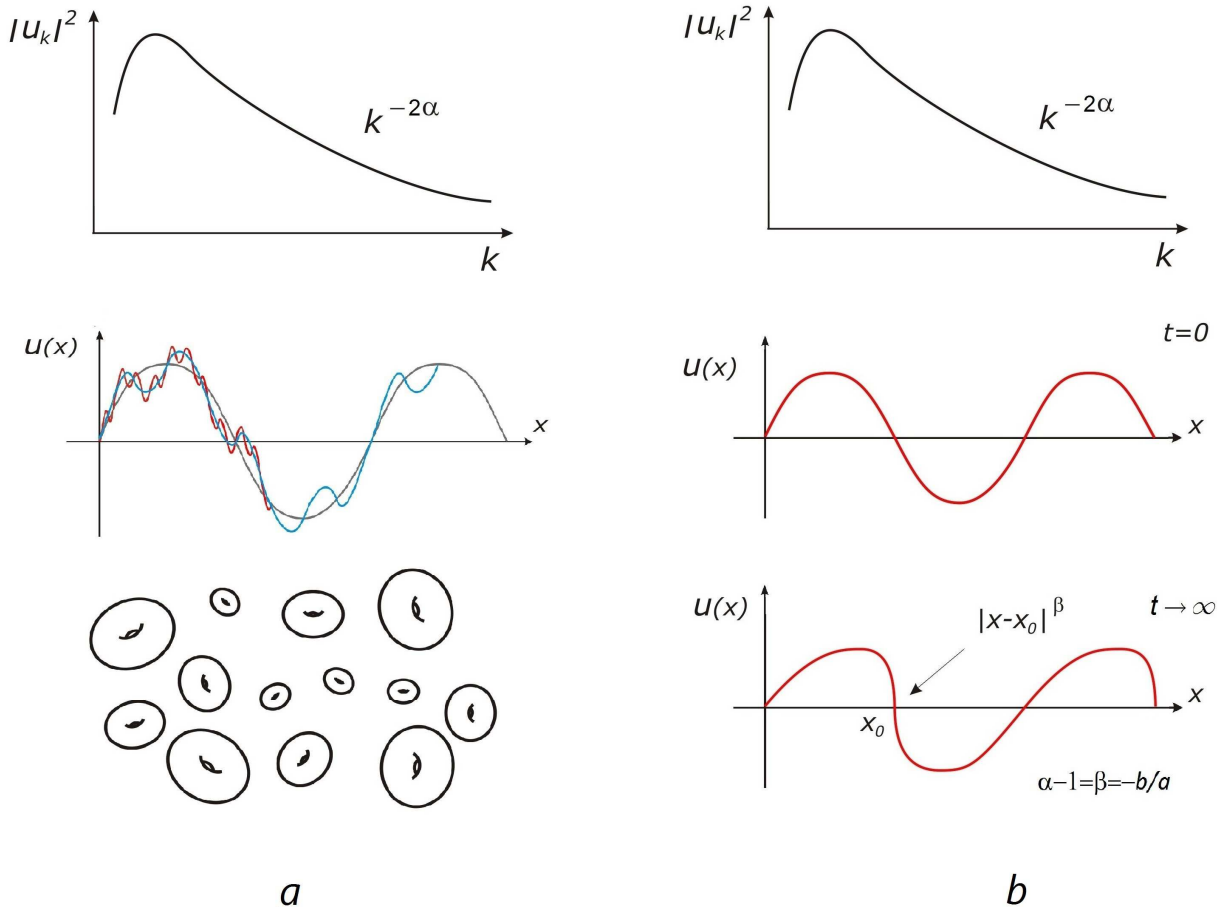 |u_k|^2
k^{-2α}
k
u(x)
x
a
|u_k|^2
k^{-2α}
k
t=0
u(x)
x
u(x)
|x-x_0|^β
t→∞
x
x_0
α-1=β=-b/a
b